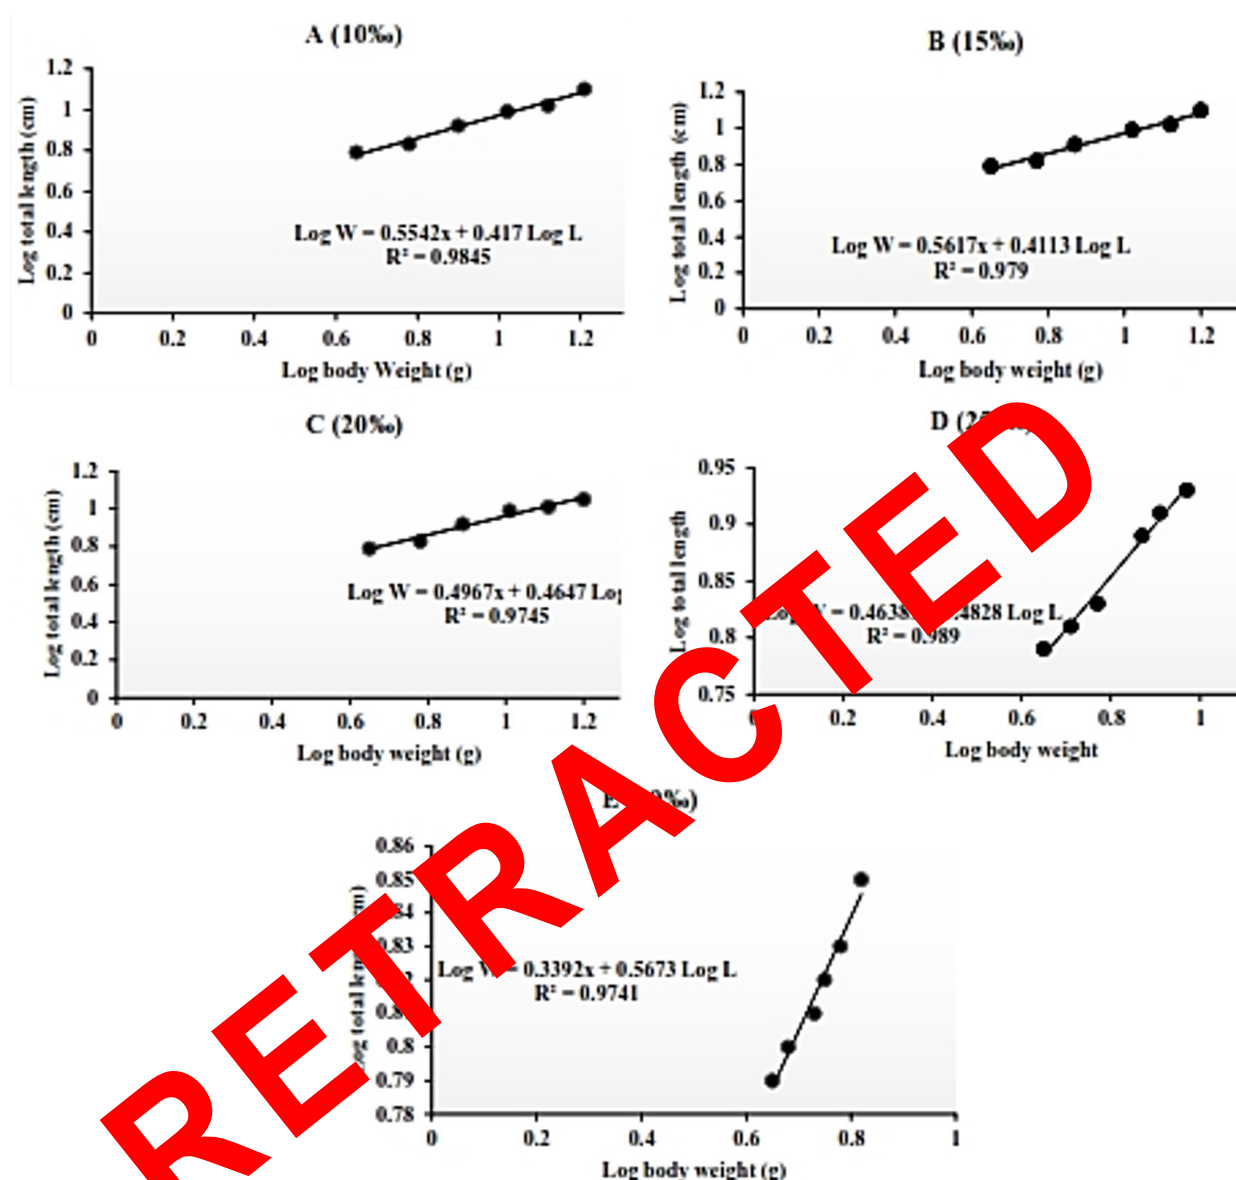 A (10‰)
Log total length (cm)
1.2
1
0.8
0.6
0.4
0.2
0
Log W = 0.5542x + 0.417 Log L
R² = 0.9845
0 0.2 0.4 0.6 0.8 1 1.2
Log body Weight (g)
B (15‰)
Log total length (cm)
1.2
1
0.8
0.6
0.4
0.2
0
Log W = 0.5617x + 0.4113 Log L
R² = 0.979
0 0.2 0.4 0.6 0.8 1 1.2
Log body weight (g)
C (20‰)
Log total length (cm)
1.2
1
0.8
0.6
0.4
0.2
0
Log W = 0.4967x + 0.4647 Log
R² = 0.9745
0 0.2 0.4 0.6 0.8 1 1.2
Log body weight (g)
D
Log total length
0.95
0.9
0.85
0.8
0.75
Log L
R² = 0.989
0.2 0.4 0.6 0.8 1
Log body weight
E
Log total
0.86
0.85
0.8
0.79
0.78
Log 0.3392x + 0.5673 Log L
R² = 0.9741
0 0.2 0.4 0.6 0.8 1
Log body weight (g)
RETRACTED